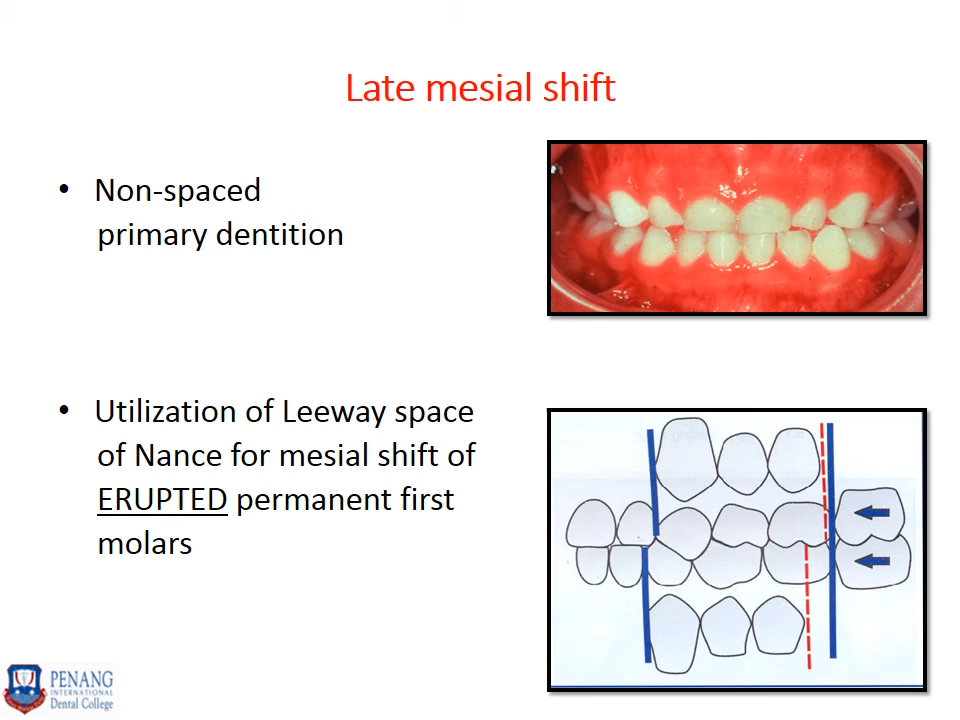 Late mesial shift
• Non-spaced
primary dentition
• Utilization of Leeway space
of Nance for mesial shift of
ERUPTED permanent first
molars
PENANG
INTERNATIONAL
Dental College